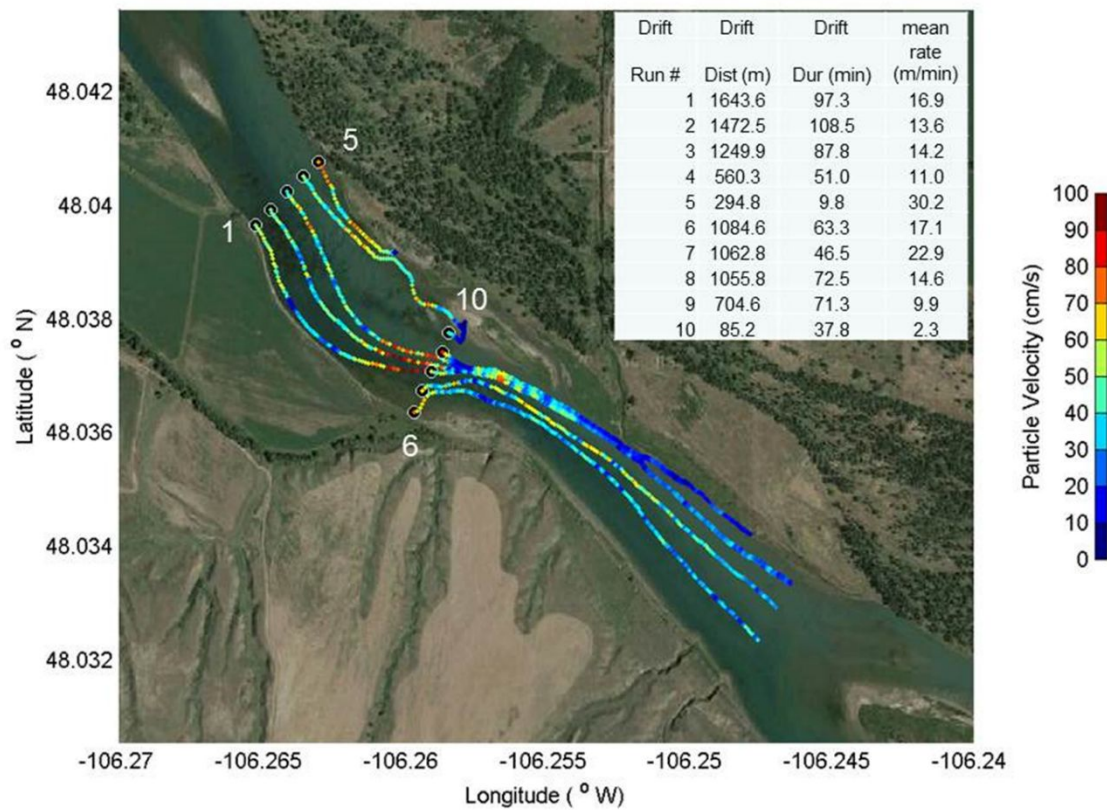 Drift Drift Drift mean
rate
Run # Dist (m) Dur (min) (m/min)
1 1643.6 97.3 16.9
2 1472.5 108.5 13.6
3 1249.9 87.8 14.2
4 560.3 51.0 11.0
5 294.8 9.8 30.2
6 1084.6 63.3 17.1
7 1062.8 46.5 22.9
8 1055.8 72.5 14.6
9 704.6 71.3 9.9
10 85.2 37.8 2.3
48.042
48.04
48.038
48.036
48.034
48.032
Latitude ( ° N)
5
1
10
6
-106.27 -106.265 -106.26 -106.255 -106.25 -106.245 -106.24
Longitude ( ° W)
100
90
80
70
60
50
40
30
20
10
0
Particle Velocity (cm/s)